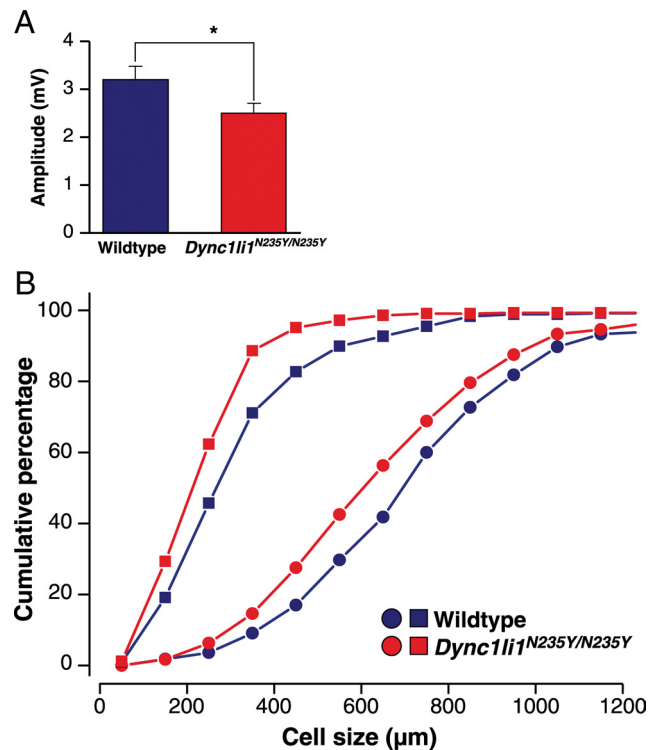 A
*
4
3
2
1
0
Amplitude (mV)
Wildtype
Dync1li1N235Y/N235Y
B
100
80
60
40
20
0
Cumulative percentage
Wildtype
Dync1li1N235Y/N235Y
0 200 400 600 800 1000 1200
Cell size (µm)